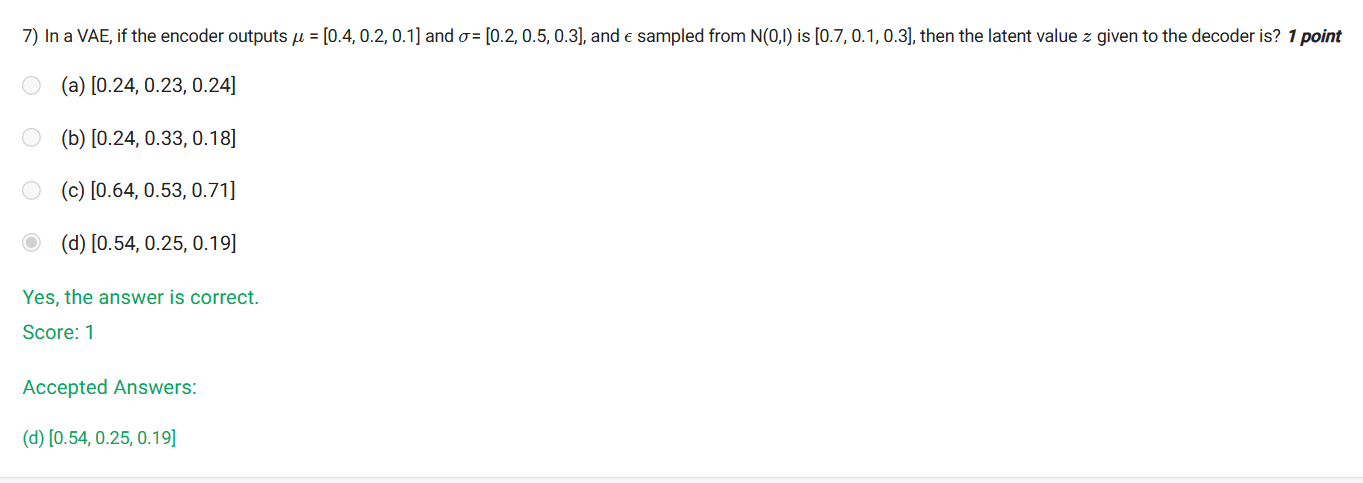 7) In a VAE, if the encoder outputs μ = [0.4, 0.2, 0.1] and σ= [0.2, 0.5, 0.3], and ϵ sampled from N(0,I) is [0.7, 0.1, 0.3], then the latent value z given to the decoder is? 1 point
(a) [0.24, 0.23, 0.24]
(b) [0.24, 0.33, 0.18]
(c) [0.64, 0.53, 0.71]
(d) [0.54, 0.25, 0.19]
Yes, the answer is correct.
Score: 1
Accepted Answers:
(d) [0.54, 0.25, 0.19]